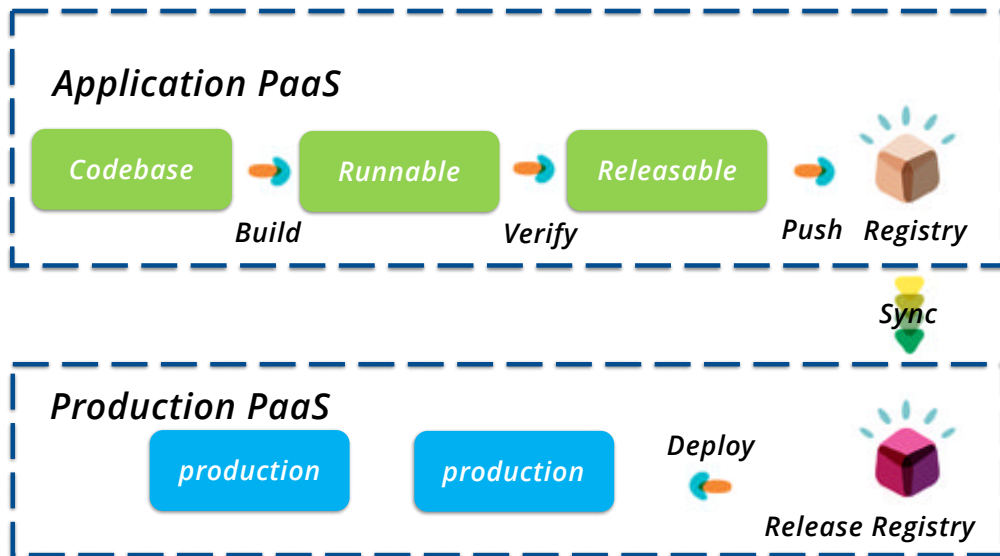 Application PaaS
Codebase
Runnable
Releasable
Build
Verify
Push
Registry
Sync
Production PaaS
production
production
Deploy
Release Registry